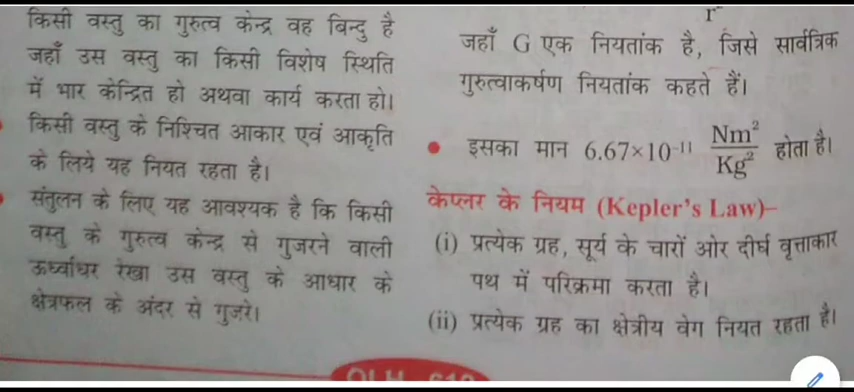 किसी वस्तु का गुरुत्व केन्द्र वह बिन्दु है
जहाँ उस वस्तु का किसी विशेष स्थिति
में भार केन्द्रित हो अथवा कार्य करता हो।
किसी वस्तु के निश्चित आकार एवं आकृति
के लिये यह नियत रहता है।
संतुलन के लिए यह आवश्यक है कि किसी
वस्तु के गुरुत्व केन्द्र से गुजरने वाली
ऊर्ध्वाधर रेखा उस वस्तु के आधार के
क्षेत्रफल के अंदर से गुजरे।
जहाँ G एक नियतांक है, जिसे सार्वत्रिक
गुरुत्वाकर्षण नियतांक कहते हैं।
• इसका मान 6.67×10⁻¹¹ Nm²/Kg² होता है।
केप्लर के नियम (Kepler's Law)–
(i) प्रत्येक ग्रह, सूर्य के चारों ओर दीर्घ वृत्ताकार
पथ में परिक्रमा करता है।
(ii) प्रत्येक ग्रह का क्षेत्रीय वेग नियत रहता है।